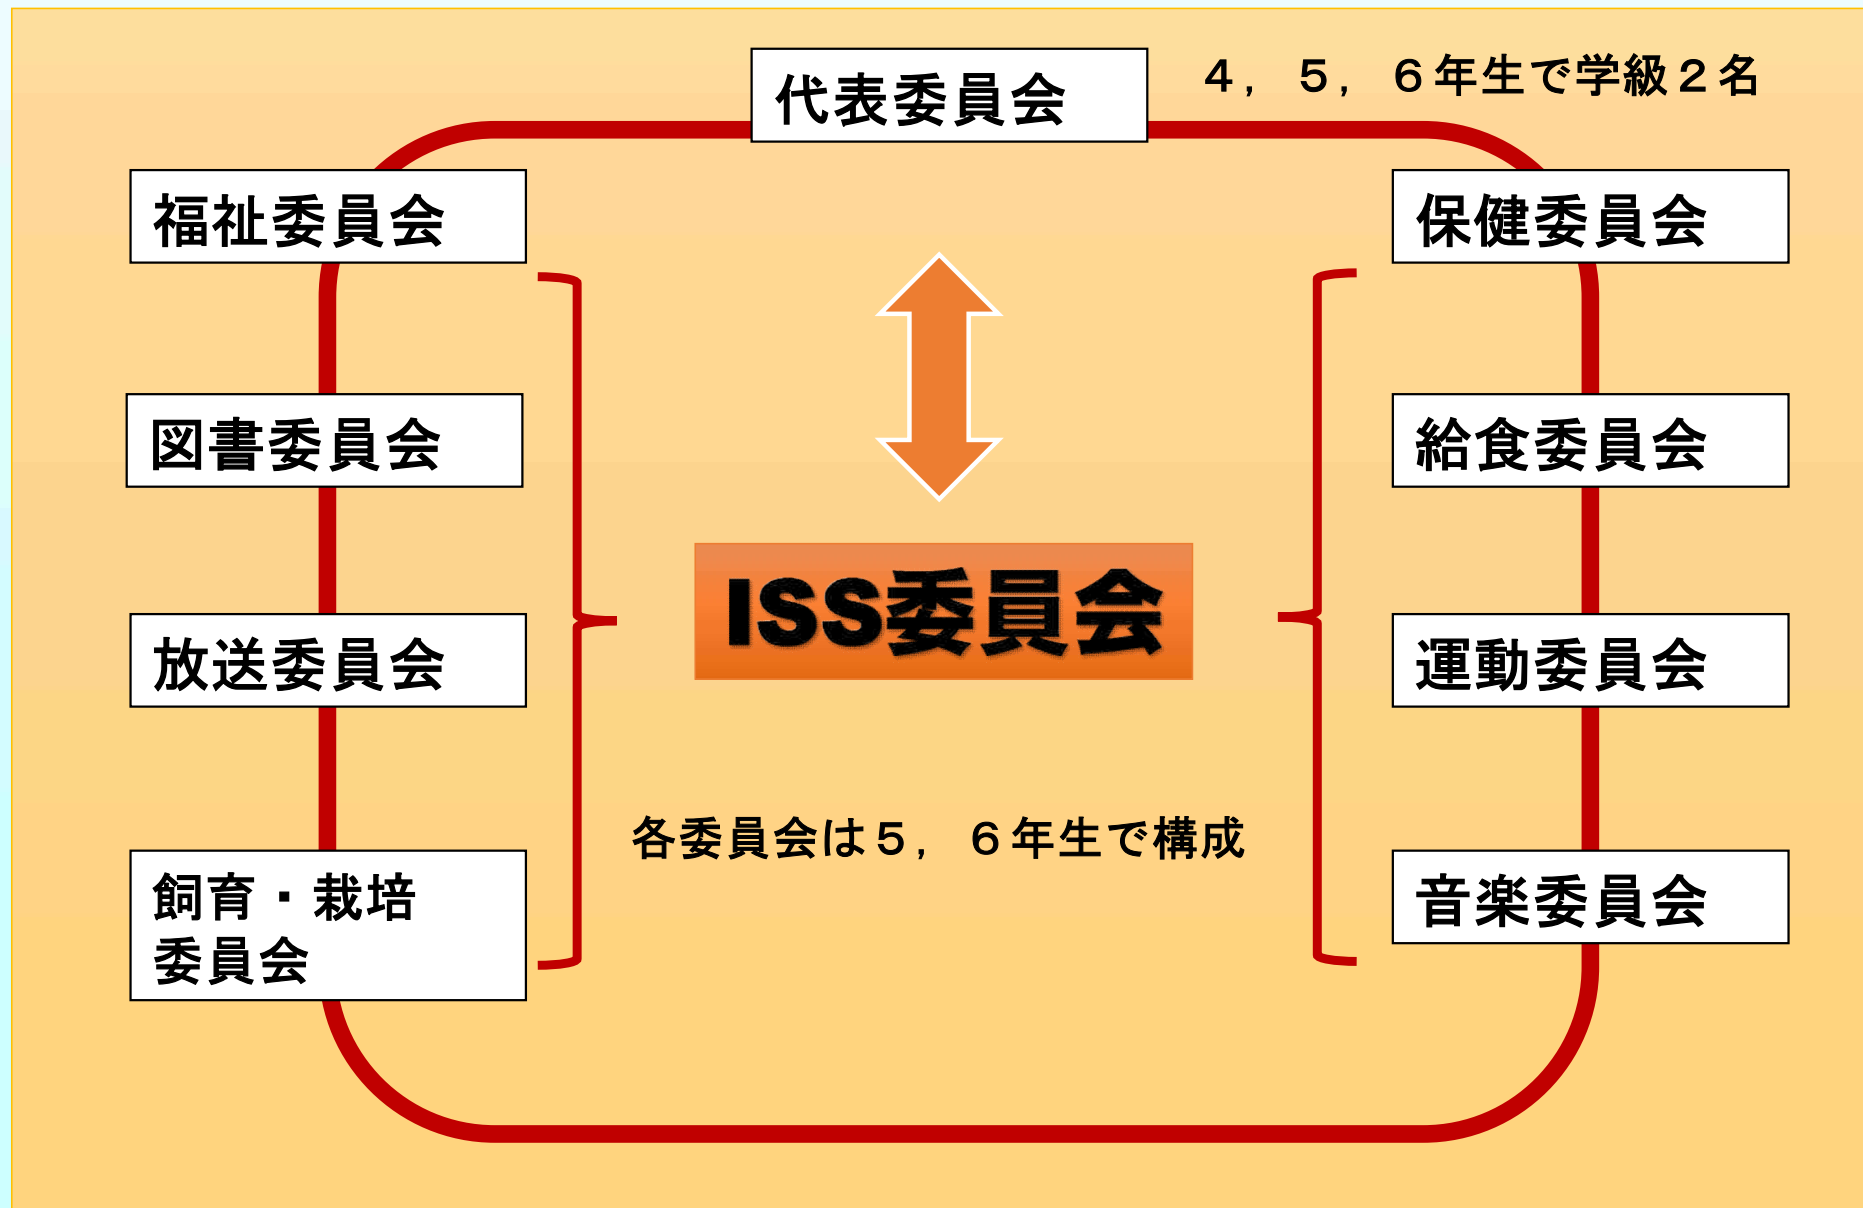 代表委員会
４，５，６年生で学級２名
福祉委員会
保健委員会
図書委員会
給食委員会
ISS委員会
放送委員会
運動委員会
各委員会は５，６年生で構成
飼育・栽培
委員会
音楽委員会